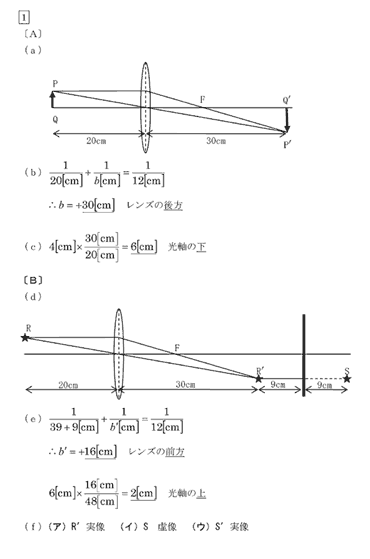 1
〔A〕
(a)
P
F
Q′
Q
P′
20cm
30cm
(b) 1/20[cm] + 1/b[cm] = 1/12[cm]
∴ b = +30[cm] レンズの後方
(c) 4[cm] × 30[cm]/20[cm] = 6[cm] 光軸の下
〔B〕
(d)
R
F
R′
S
20cm
30cm
9cm
9cm
(e) 1/39+9[cm] + 1/b′[cm] = 1/12[cm]
∴ b′ = +16[cm] レンズの前方
6[cm] × 16[cm]/48[cm] = 2[cm] 光軸の上
(f) (ア) R′ 実像 (イ) S 虚像 (ウ) S′ 実像